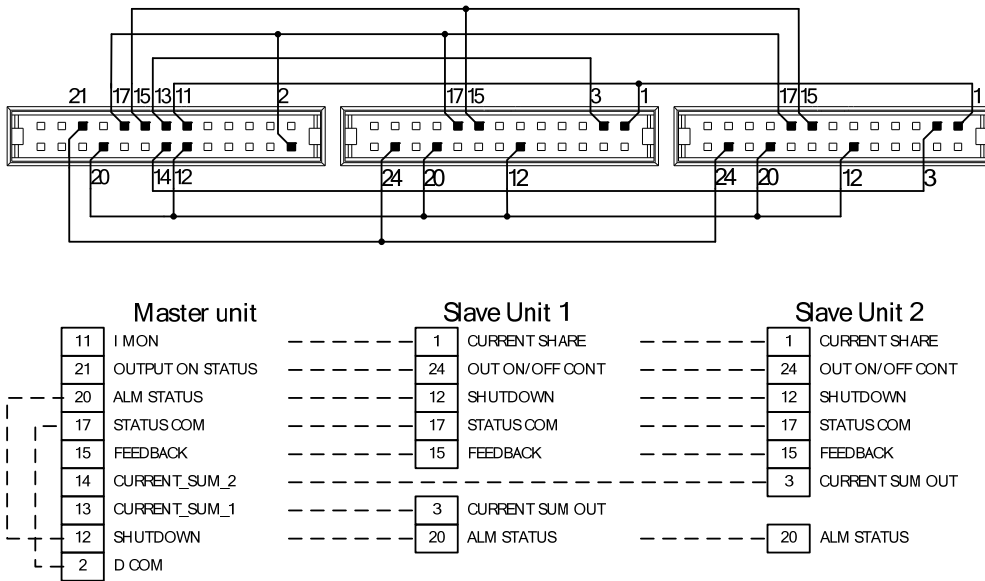 21 17 15 13 11 2 17 15 3 1 17 15 1
20 14 12 24 20 12 24 20 12 3
Master unit Slave Unit 1 Slave Unit 2
11 I MON 1 CURRENT SHARE 1 CURRENT SHARE
21 OUTPUT ON STATUS 24 OUT ON/OFF CONT 24 OUT ON/OFF CONT
20 ALM STATUS 12 SHUTDOWN 12 SHUTDOWN
17 STATUS COM 17 STATUS COM 17 STATUS COM
15 FEEDBACK 15 FEEDBACK 15 FEEDBACK
14 CURRENT_SUM_2 3 CURRENT SUM OUT
13 CURRENT_SUM_1 3 CURRENT SUM OUT
12 SHUTDOWN 20 ALM STATUS 20 ALM STATUS
2 D COM